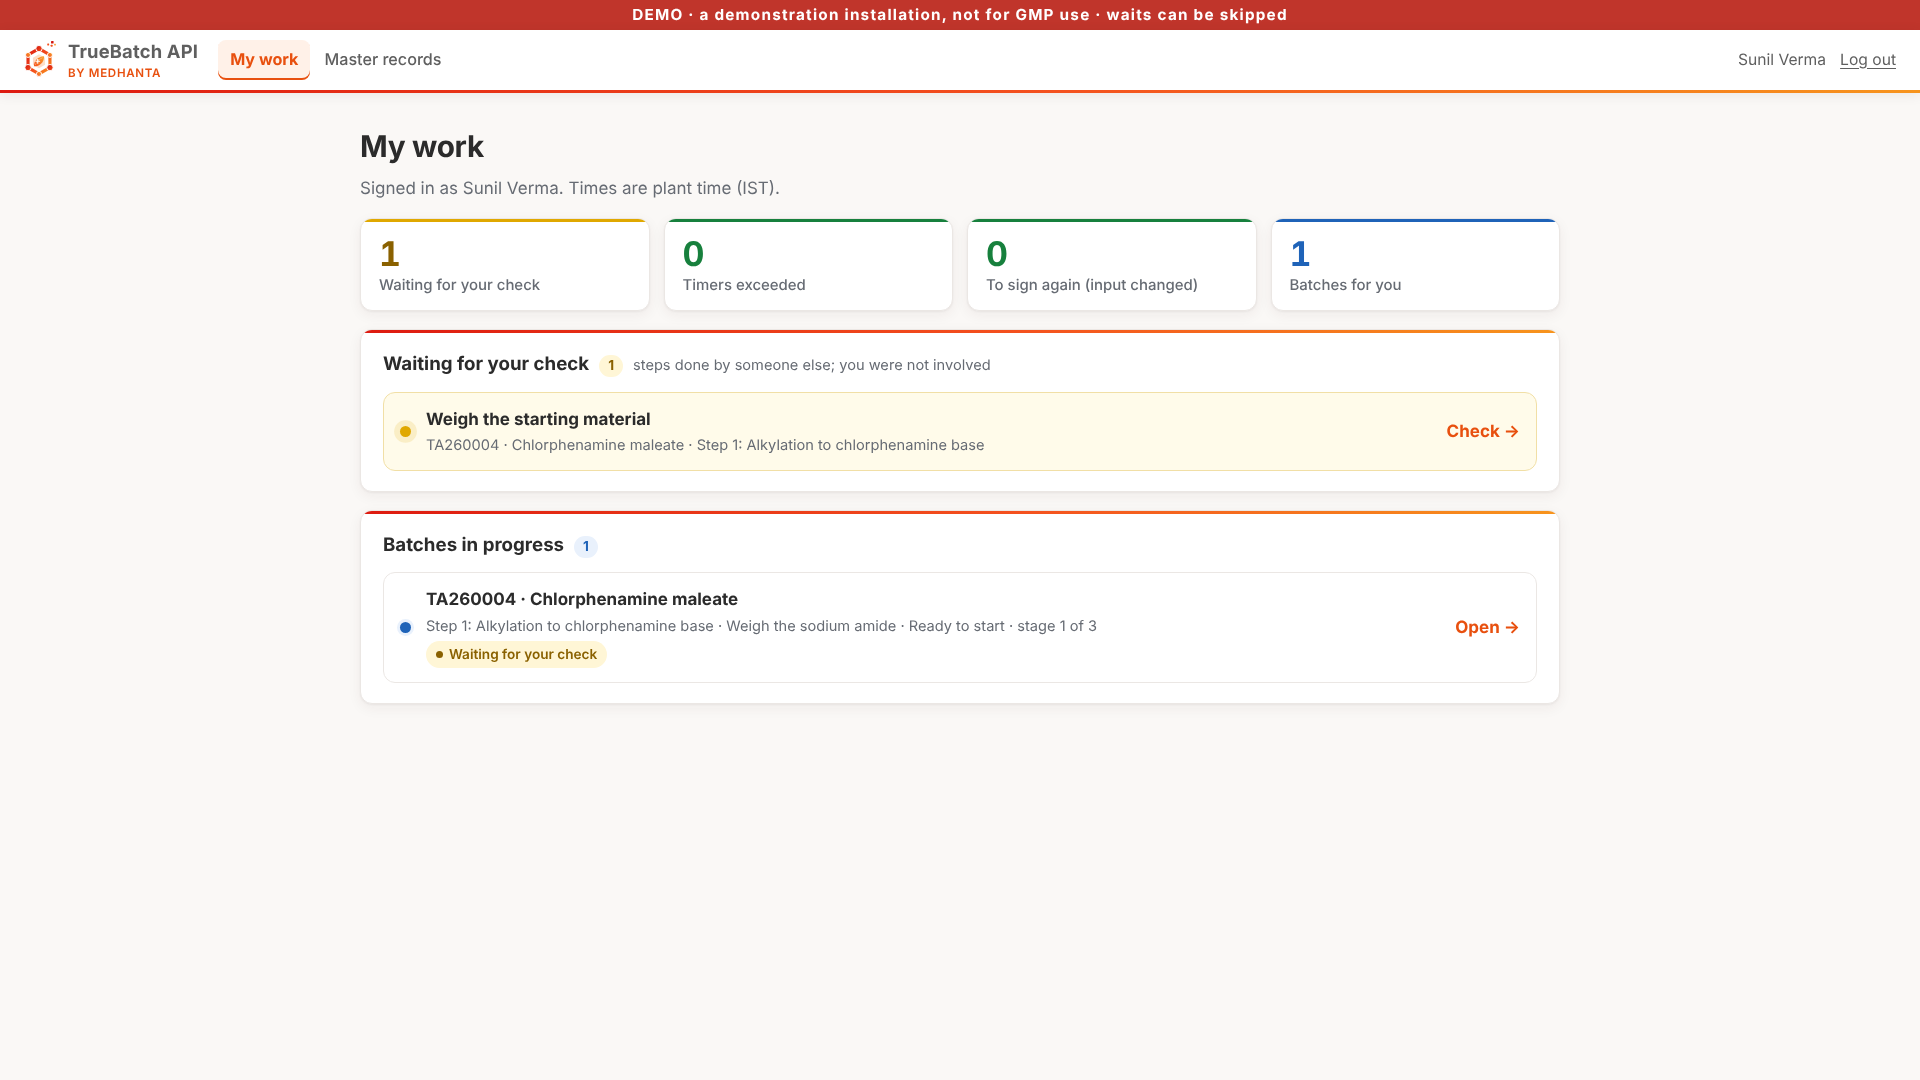 DEMO · a demonstration installation, not for GMP use · waits can be skipped
TrueBatch API
BY MEDHANTA
My work
Master records
Sunil Verma
Log out
My work
Signed in as Sunil Verma. Times are plant time (IST).
1
Waiting for your check
0
Timers exceeded
0
To sign again (input changed)
1
Batches for you
Waiting for your check 1 steps done by someone else; you were not involved
Weigh the starting material
TA260004 · Chlorphenamine maleate · Step 1: Alkylation to chlorphenamine base
Check →
Batches in progress 1
TA260004 · Chlorphenamine maleate
Step 1: Alkylation to chlorphenamine base · Weigh the sodium amide · Ready to start · stage 1 of 3
Waiting for your check
Open →